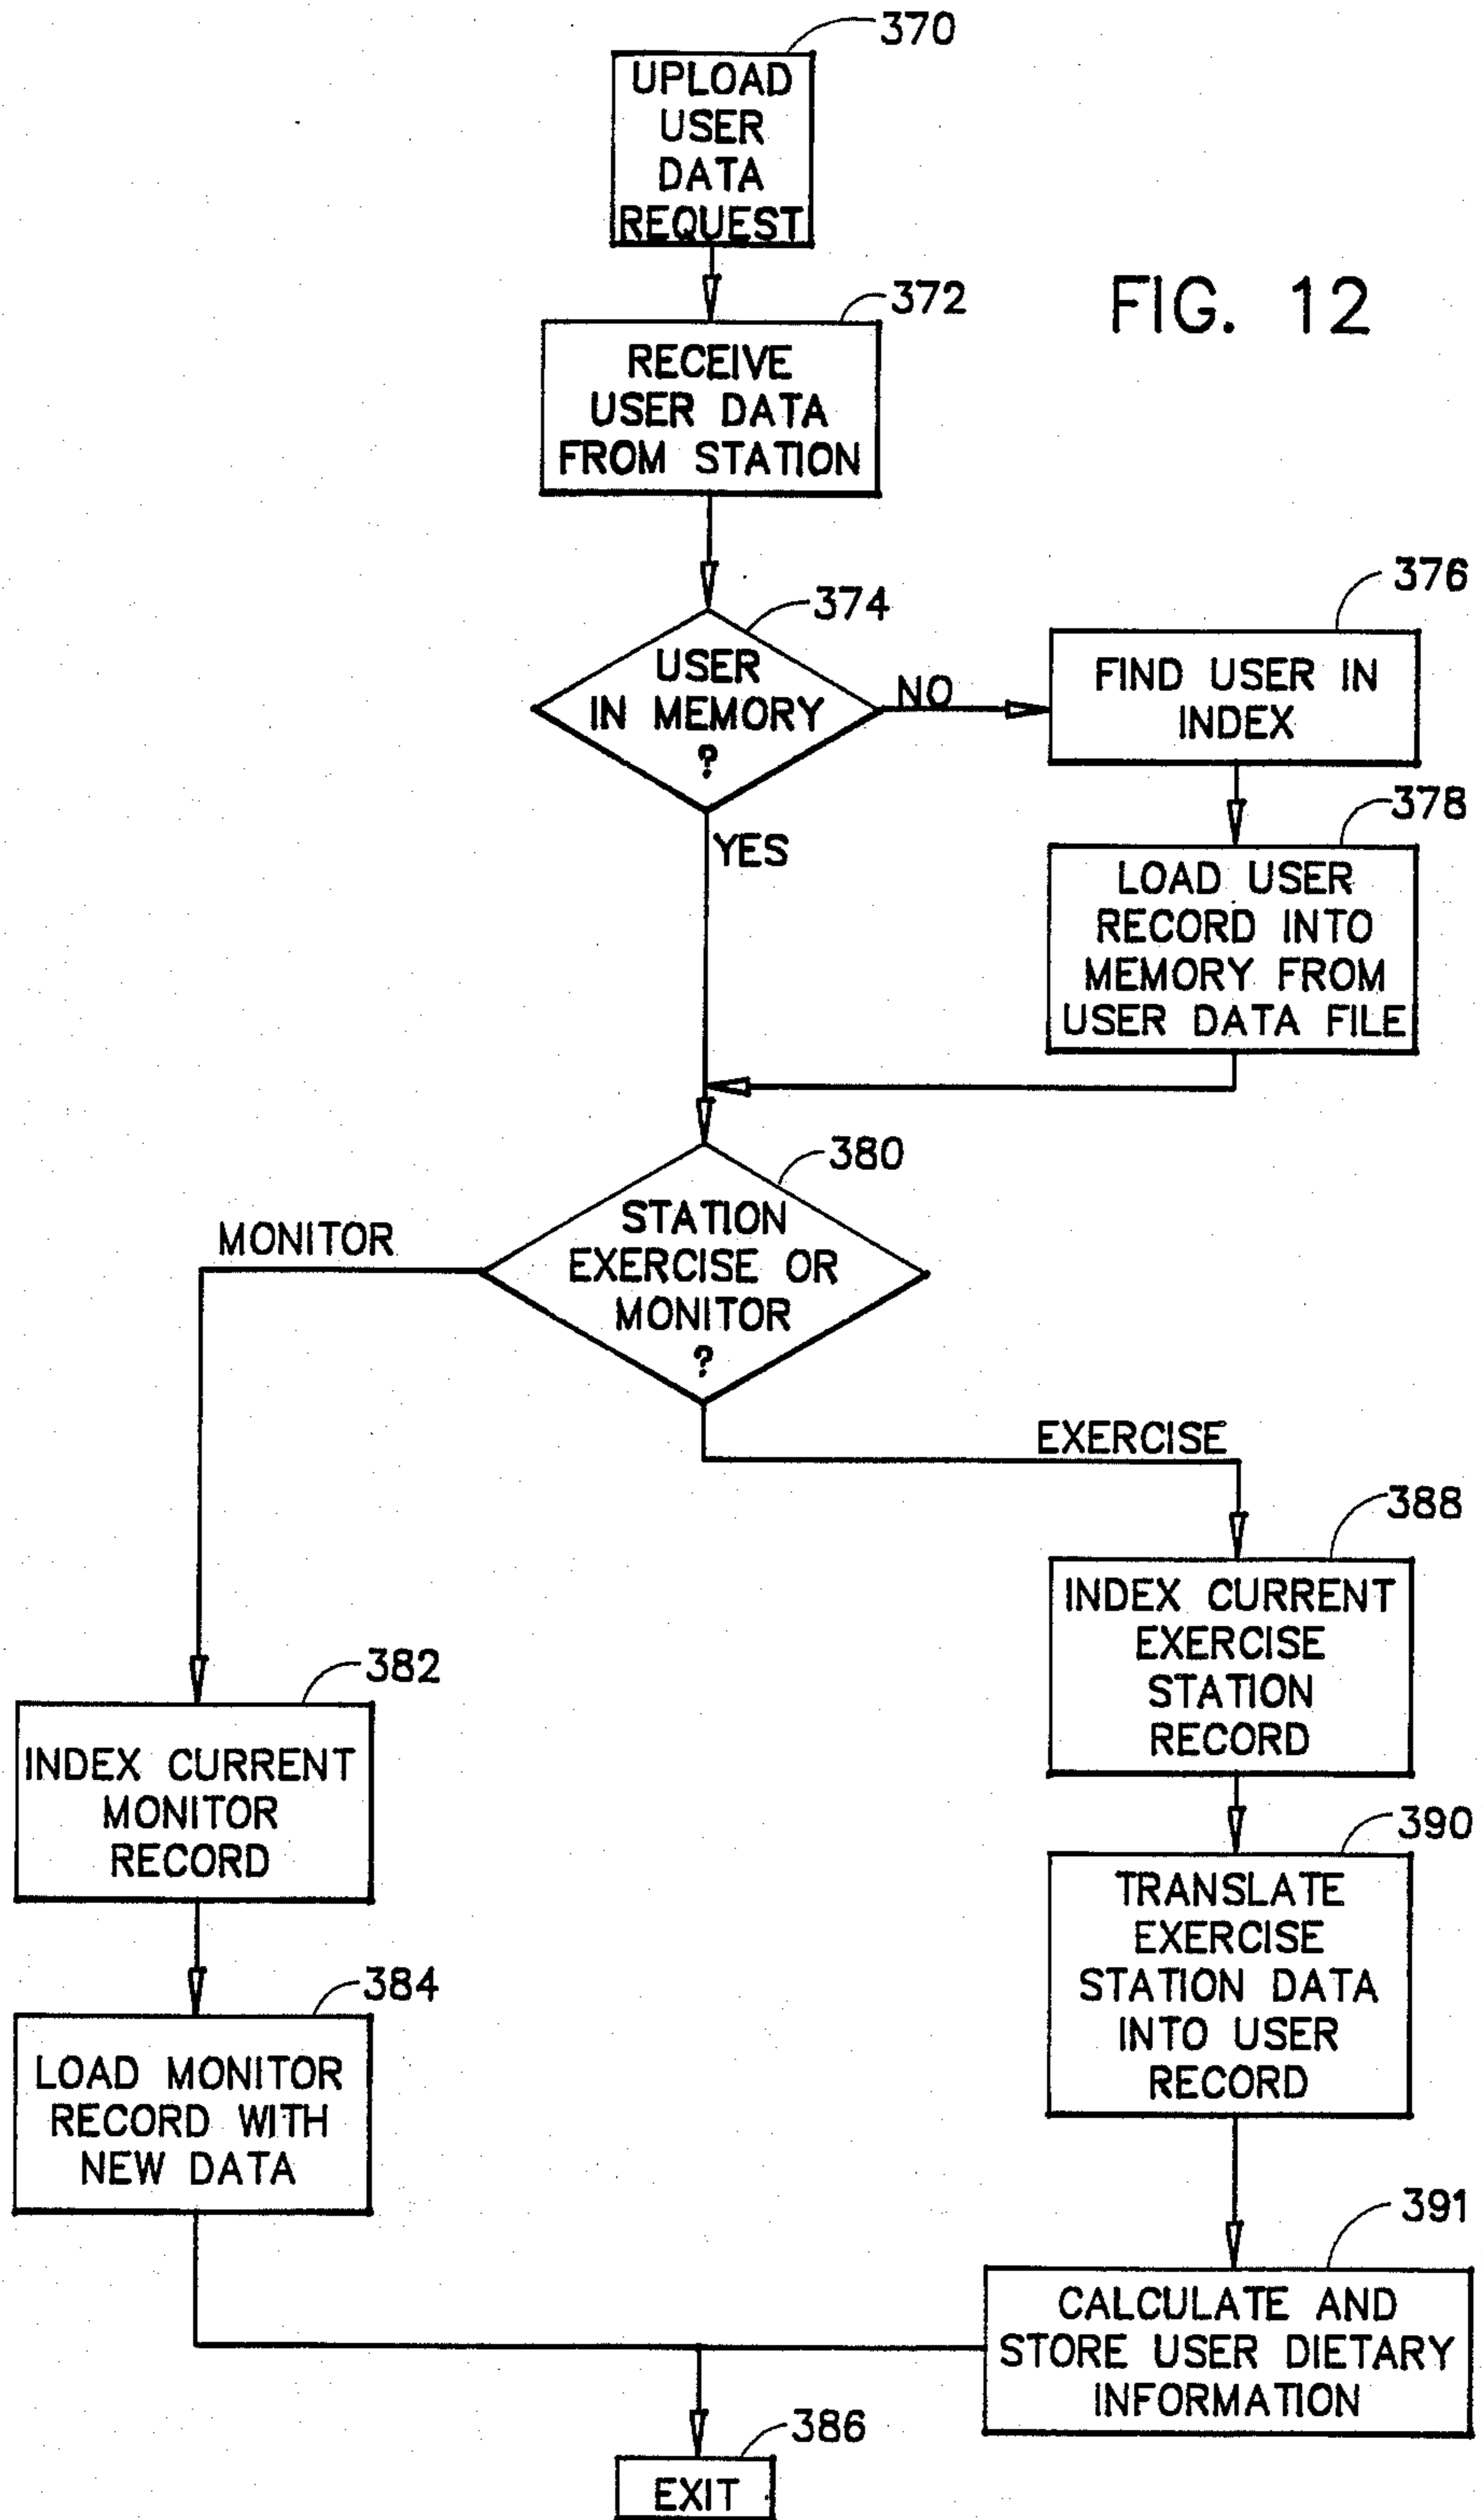 370
UPLOAD
USER
DATA
REQUEST
FIG. 12
372
RECEIVE
USER DATA
FROM STATION
374
USER
IN MEMORY
?
NO
YES
376
FIND USER IN
INDEX
378
LOAD USER
RECORD INTO
MEMORY FROM
USER DATA FILE
380
STATION
EXERCISE OR
MONITOR
?
MONITOR
EXERCISE
382
INDEX CURRENT
MONITOR
RECORD
384
LOAD MONITOR
RECORD WITH
NEW DATA
388
INDEX CURRENT
EXERCISE
STATION
RECORD
390
TRANSLATE
EXERCISE
STATION DATA
INTO USER
RECORD
391
CALCULATE AND
STORE USER DIETARY
INFORMATION
386
EXIT